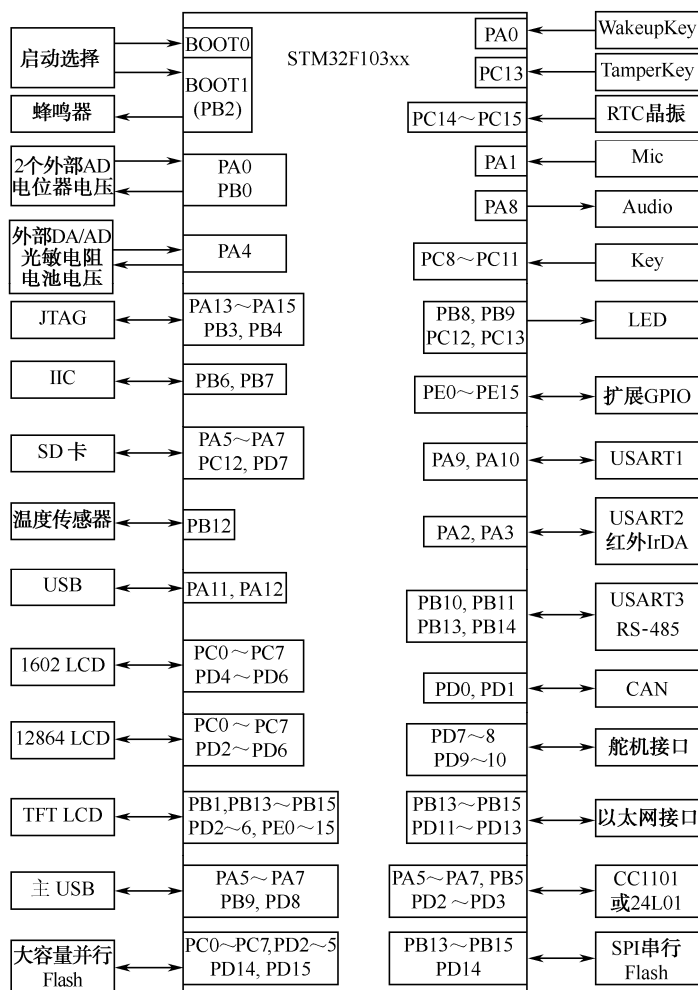 启动选择
BOOT0
BOOT1
(PB2)
蜂鸣器
2个外部AD
电位器电压
PA0
PB0
外部DA/AD
光敏电阻
电池电压
PA4
JTAG
PA13～PA15
PB3, PB4
IIC
PB6, PB7
SD卡
PA5～PA7
PC12, PD7
温度传感器
PB12
USB
PA11, PA12
1602 LCD
PC0～PC7
PD4～PD6
12864 LCD
PC0～PC7
PD2～PD6
TFT LCD
PB1,PB13～PB15
PD2～6, PE0～15
主 USB
PA5～PA7
PB9, PD8
大容量并行
Flash
PC0～PC7,PD2～5
PD14, PD15
STM32F103xx
PA0
WakeupKey
PC13
TamperKey
PC14～PC15
RTC晶振
PA1
Mic
PA8
Audio
PC8～PC11
Key
PB8, PB9
PC12, PC13
LED
PE0～PE15
扩展GPIO
PA9, PA10
USART1
PA2, PA3
USART2
红外IrDA
PB10, PB11
PB13, PB14
USART3
RS-485
PD0, PD1
CAN
PD7～8
PD9～10
舵机接口
PB13～PB15
PD11～PD13
以太网接口
PA5～PA7, PB5
PD2～PD3
CC1101
或24L01
PB13～PB15
PD14
SPI串行
Flash